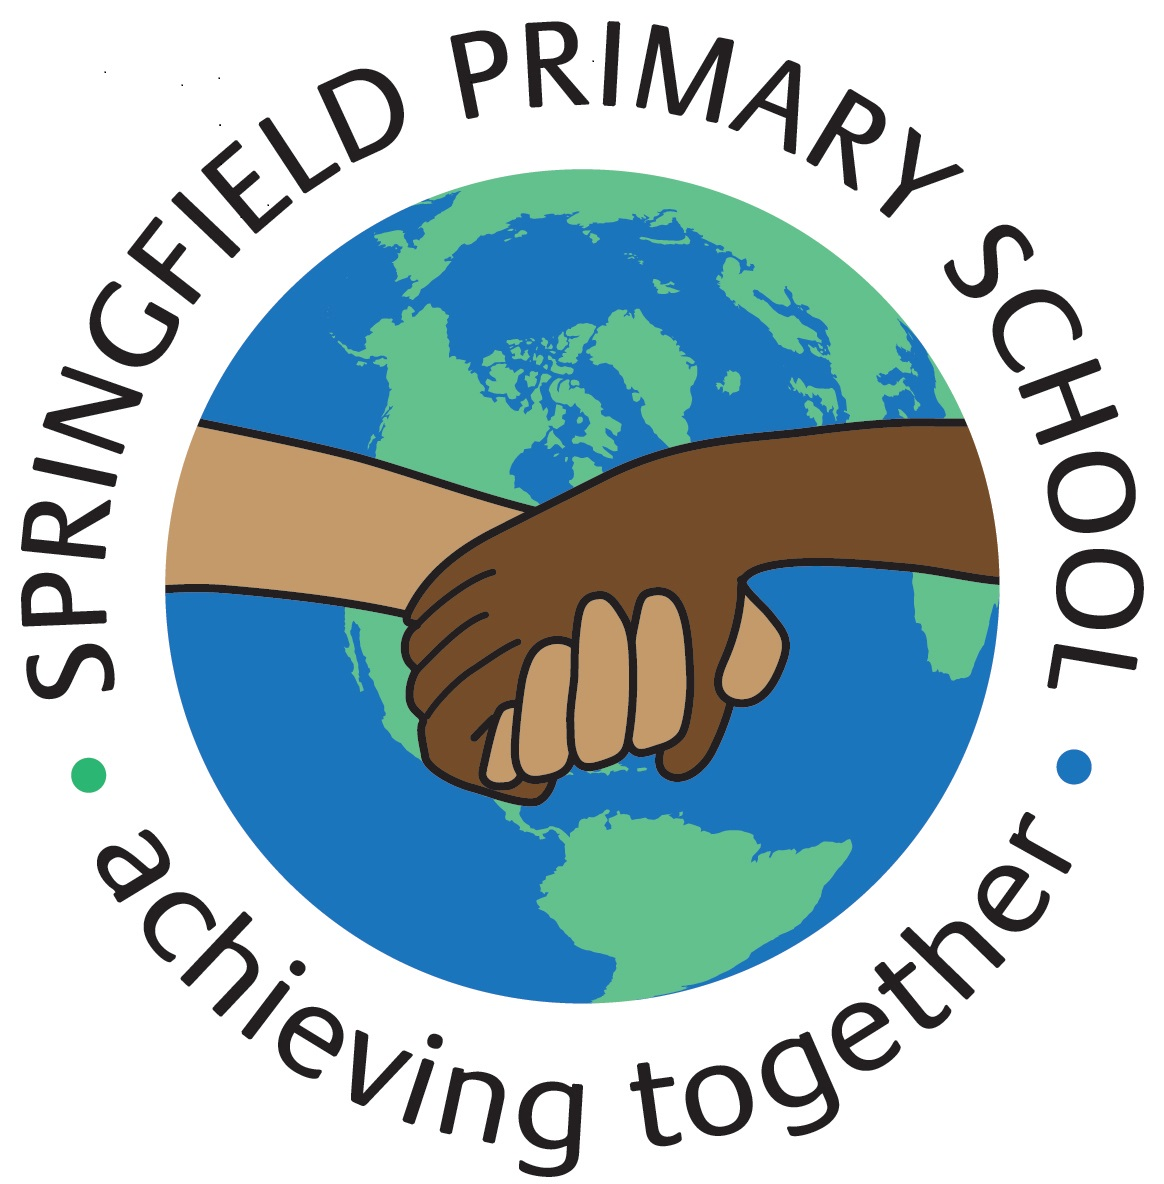 SPRINGFIELD PRIMARY SCHOOL
achieving together